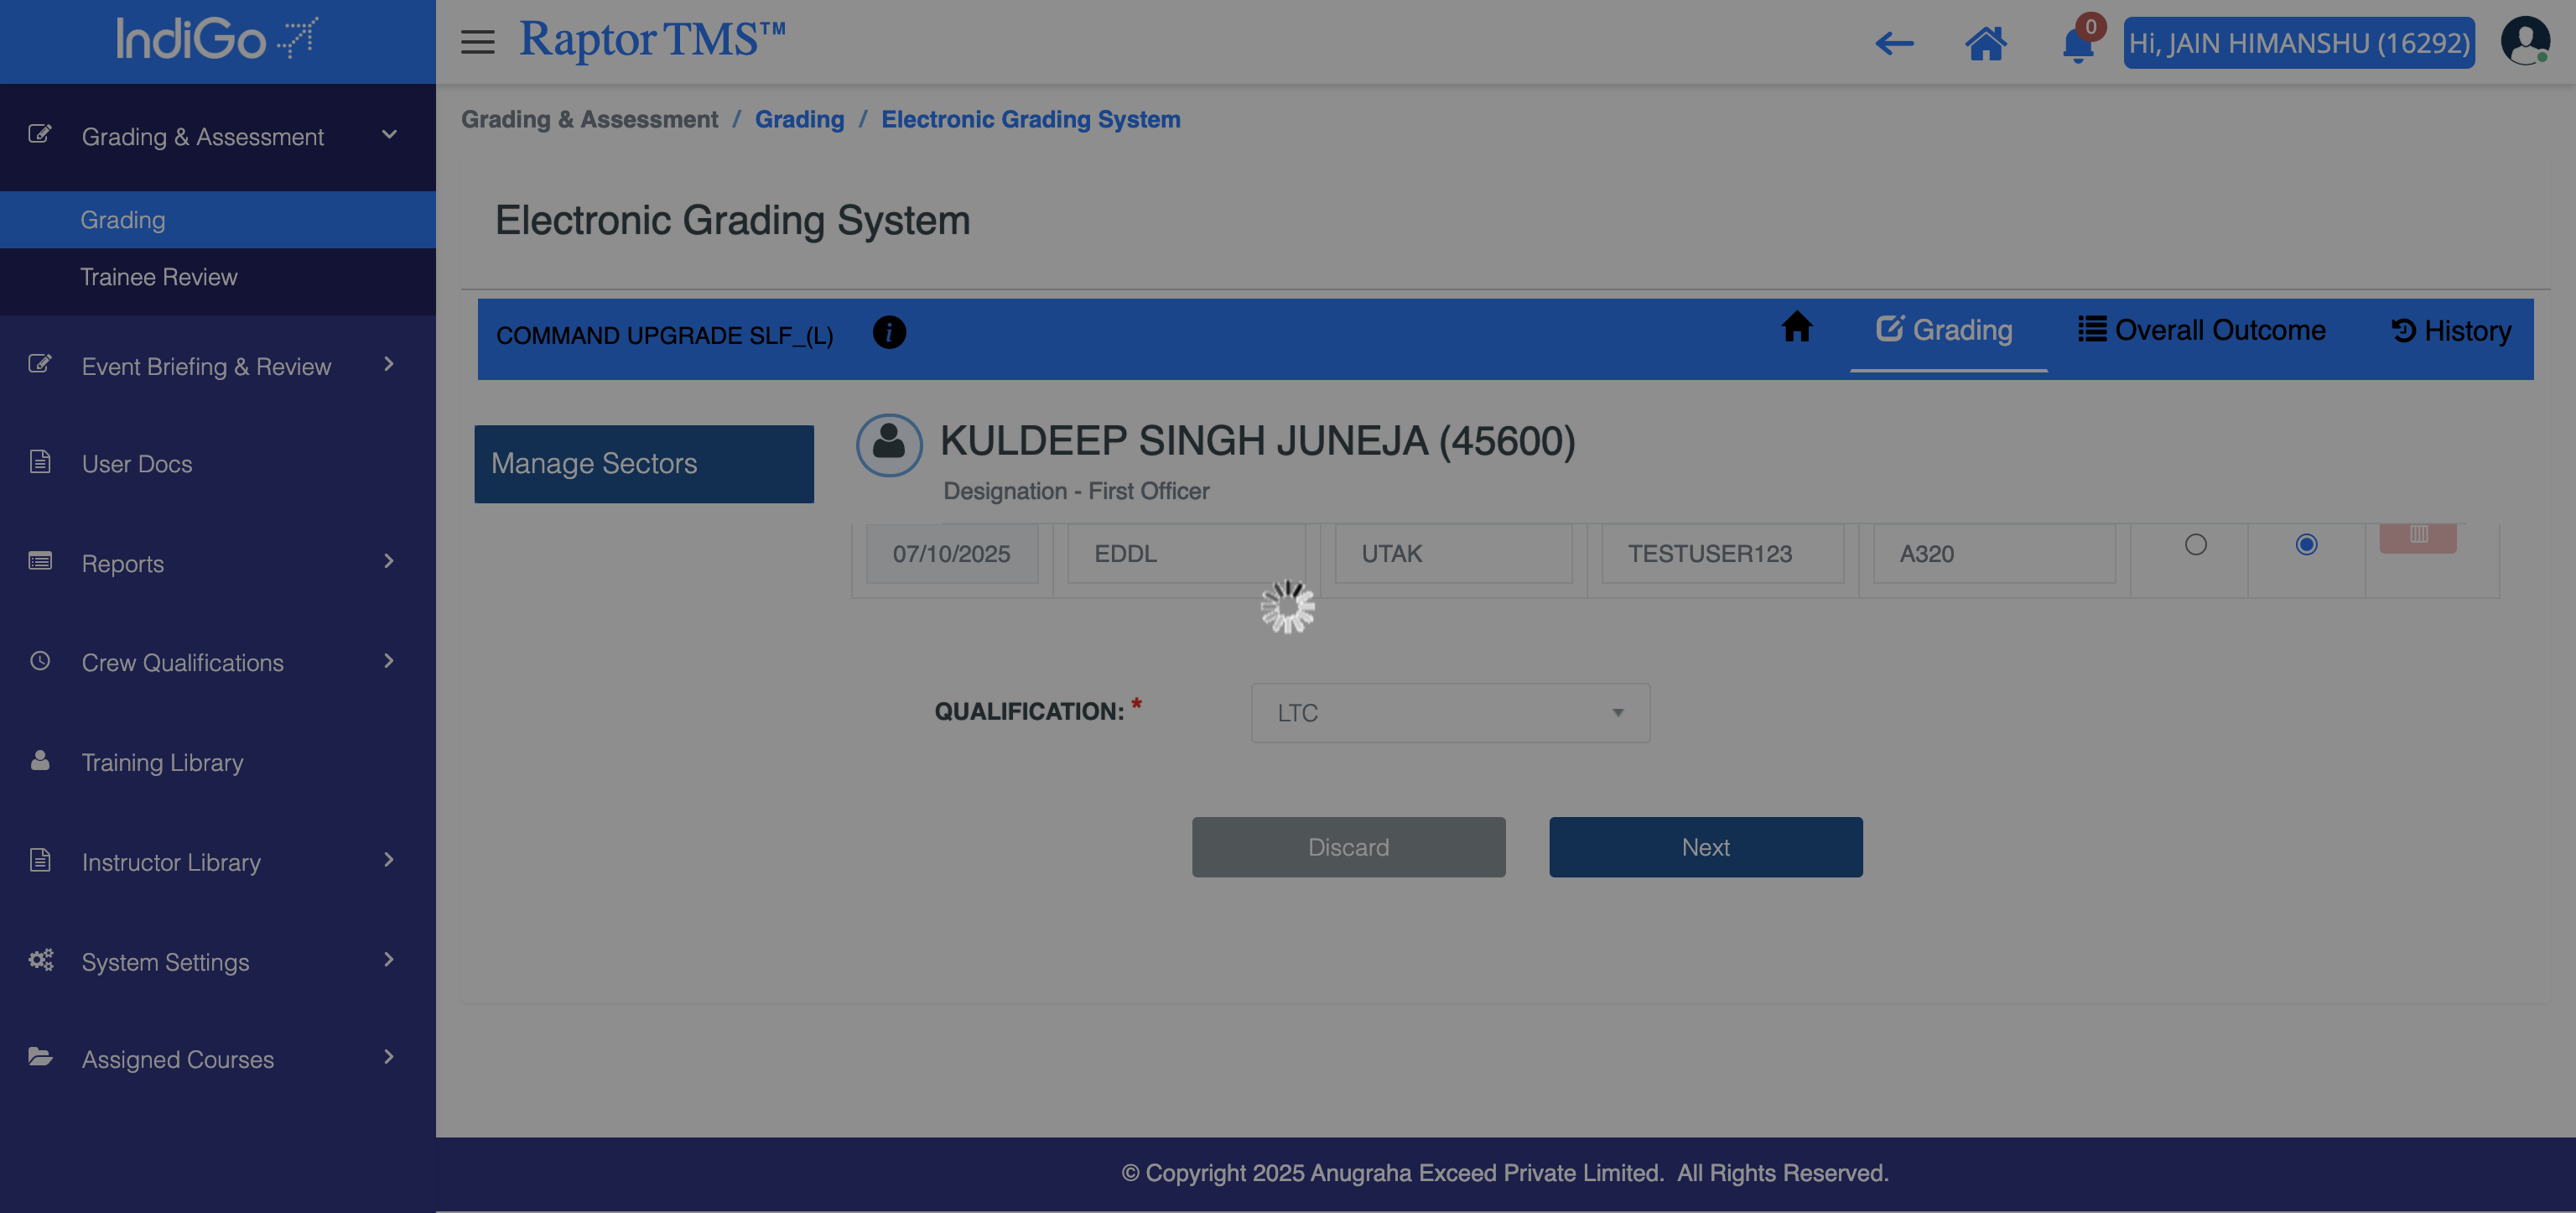 IndiGo
Raptor TMS™
0
Hi, JAIN HIMANSHU (16292)
Grading & Assessment
Grading
Trainee Review
Event Briefing & Review
User Docs
Reports
Crew Qualifications
Training Library
Instructor Library
System Settings
Assigned Courses
Grading & Assessment / Grading / Electronic Grading System
Electronic Grading System
COMMAND UPGRADE SLF_(L) i
Grading
Overall Outcome
History
Manage Sectors
KULDEEP SINGH JUNEJA (45600)
Designation - First Officer
07/10/2025 EDDL UTAK TESTUSER123 A320
QUALIFICATION: * LTC
Discard Next
© Copyright 2025 Anugraha Exceed Private Limited. All Rights Reserved.